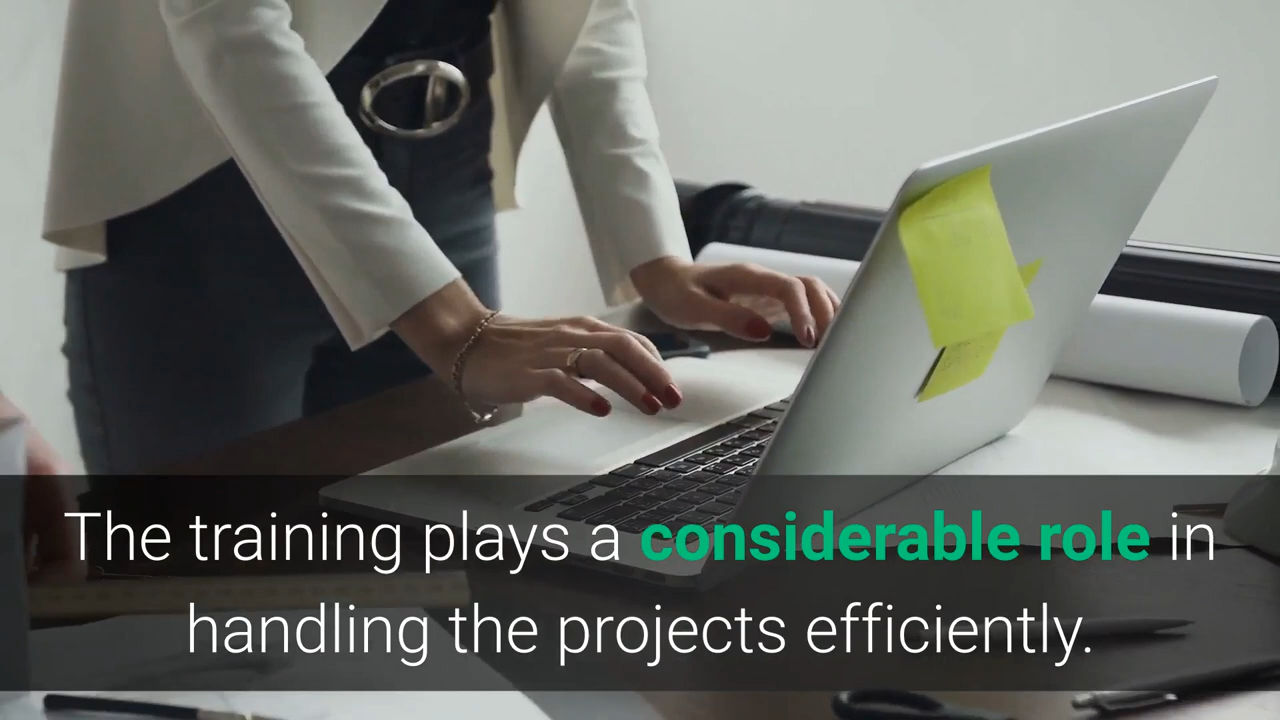 The training plays a considerable role in
handling the projects efficiently.